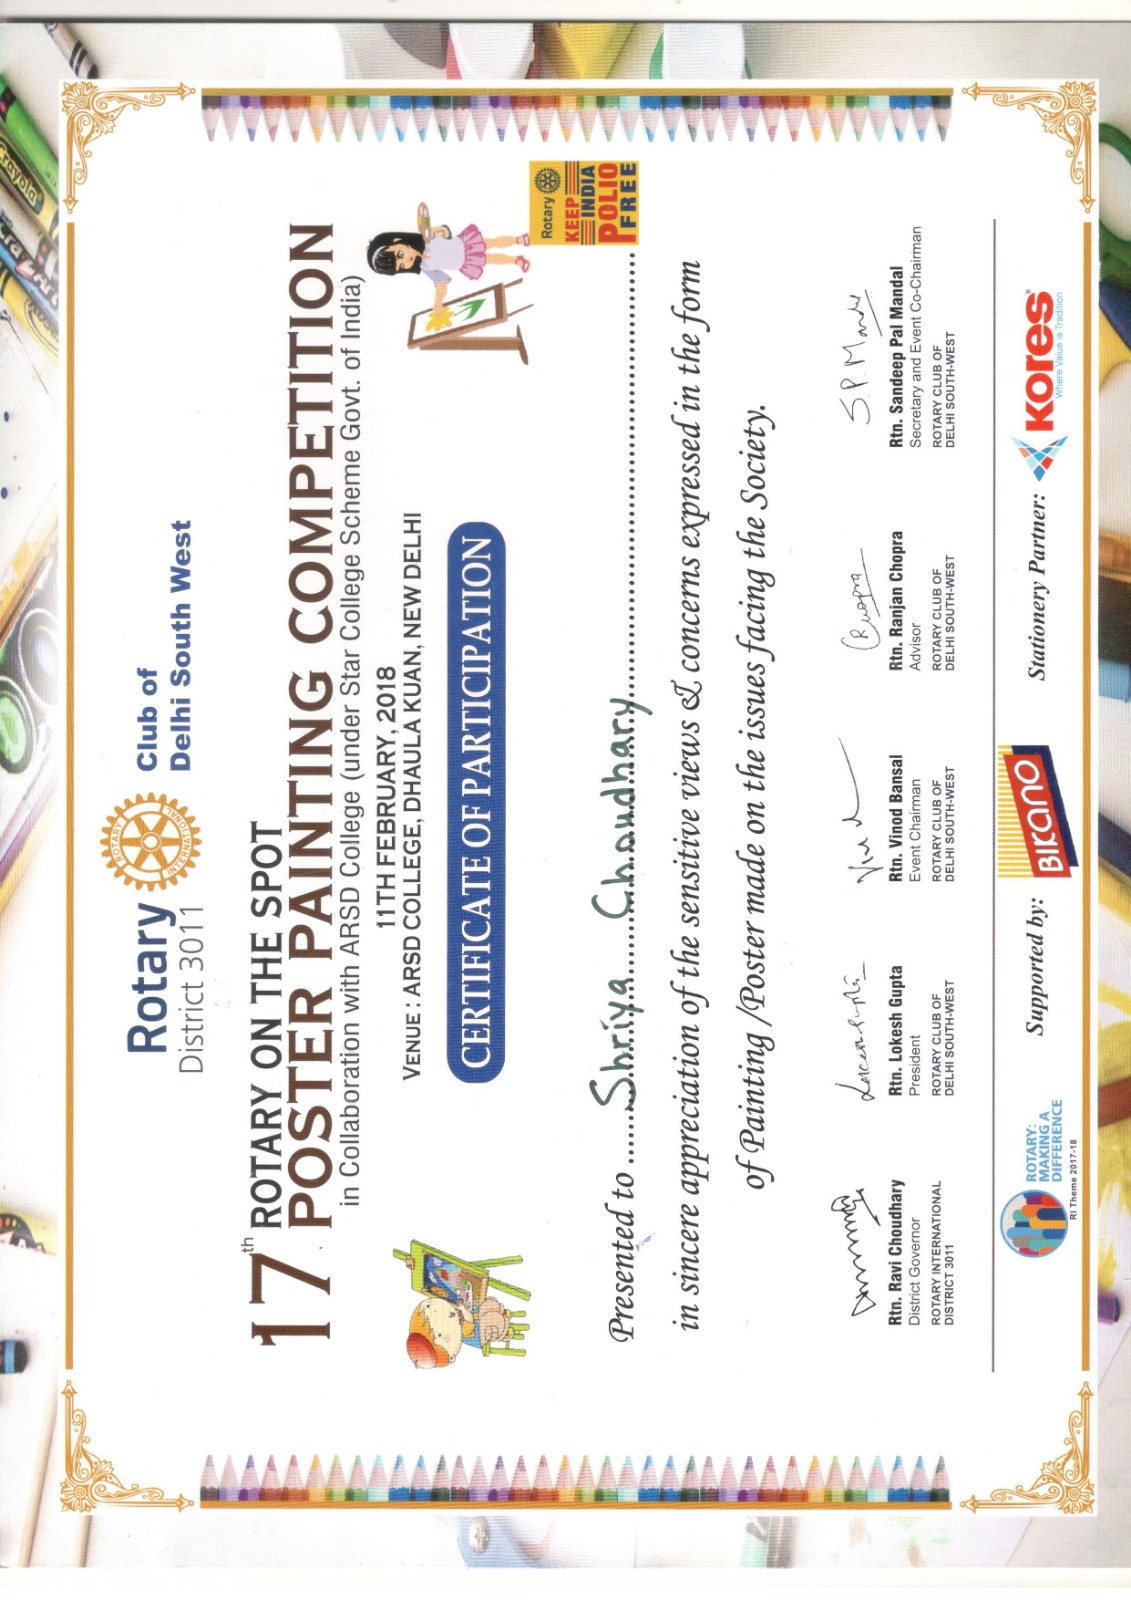 Rotary
District 3011
ROTARY
INTERNATIONAL
Club of
Delhi South West
17th ROTARY ON THE SPOT
POSTER PAINTING COMPETITION
in Collaboration with ARSD College (under Star College Scheme Govt. of India)
11TH FEBRUARY, 2018
VENUE : ARSD COLLEGE, DHAULA KUAN, NEW DELHI
CERTIFICATE OF PARTICIPATION
Rotary
KEEP
INDIA
POLIO
FREE
Presented to ...... Shriya Choudhary ......
in sincere appreciation of the sensitive views & concerns expressed in the form
of Painting /Poster made on the issues facing the Society.
Rtn. Ravi Choudhary
District Governor
ROTARY INTERNATIONAL
DISTRICT 3011
Rtn. Lokesh Gupta
President
ROTARY CLUB OF
DELHI SOUTH-WEST
Rtn. Vinod Bansal
Event Chairman
ROTARY CLUB OF
DELHI SOUTH-WEST
Rtn. Ranjan Chopra
Advisor
ROTARY CLUB OF
DELHI SOUTH-WEST
S.P. Mandal
Rtn. Sandeep Pal Mandal
Secretary and Event Co-Chairman
ROTARY CLUB OF
DELHI SOUTH-WEST
ROTARY:
MAKING A
DIFFERENCE
RI Theme 2017-18
Supported by:
BIKANO
Stationery Partner:
KORES®
Where Value is Tradition
Crayola